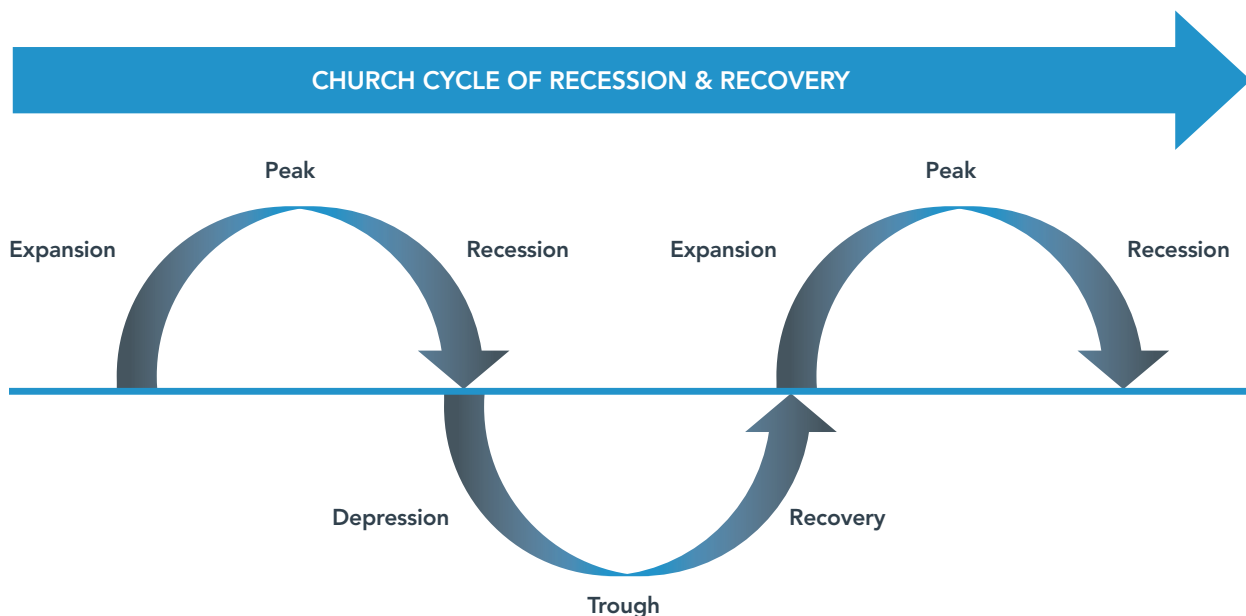 CHURCH CYCLE OF RECESSION & RECOVERY
Peak
Peak
Expansion
Recession
Expansion
Recession
Depression
Recovery
Trough